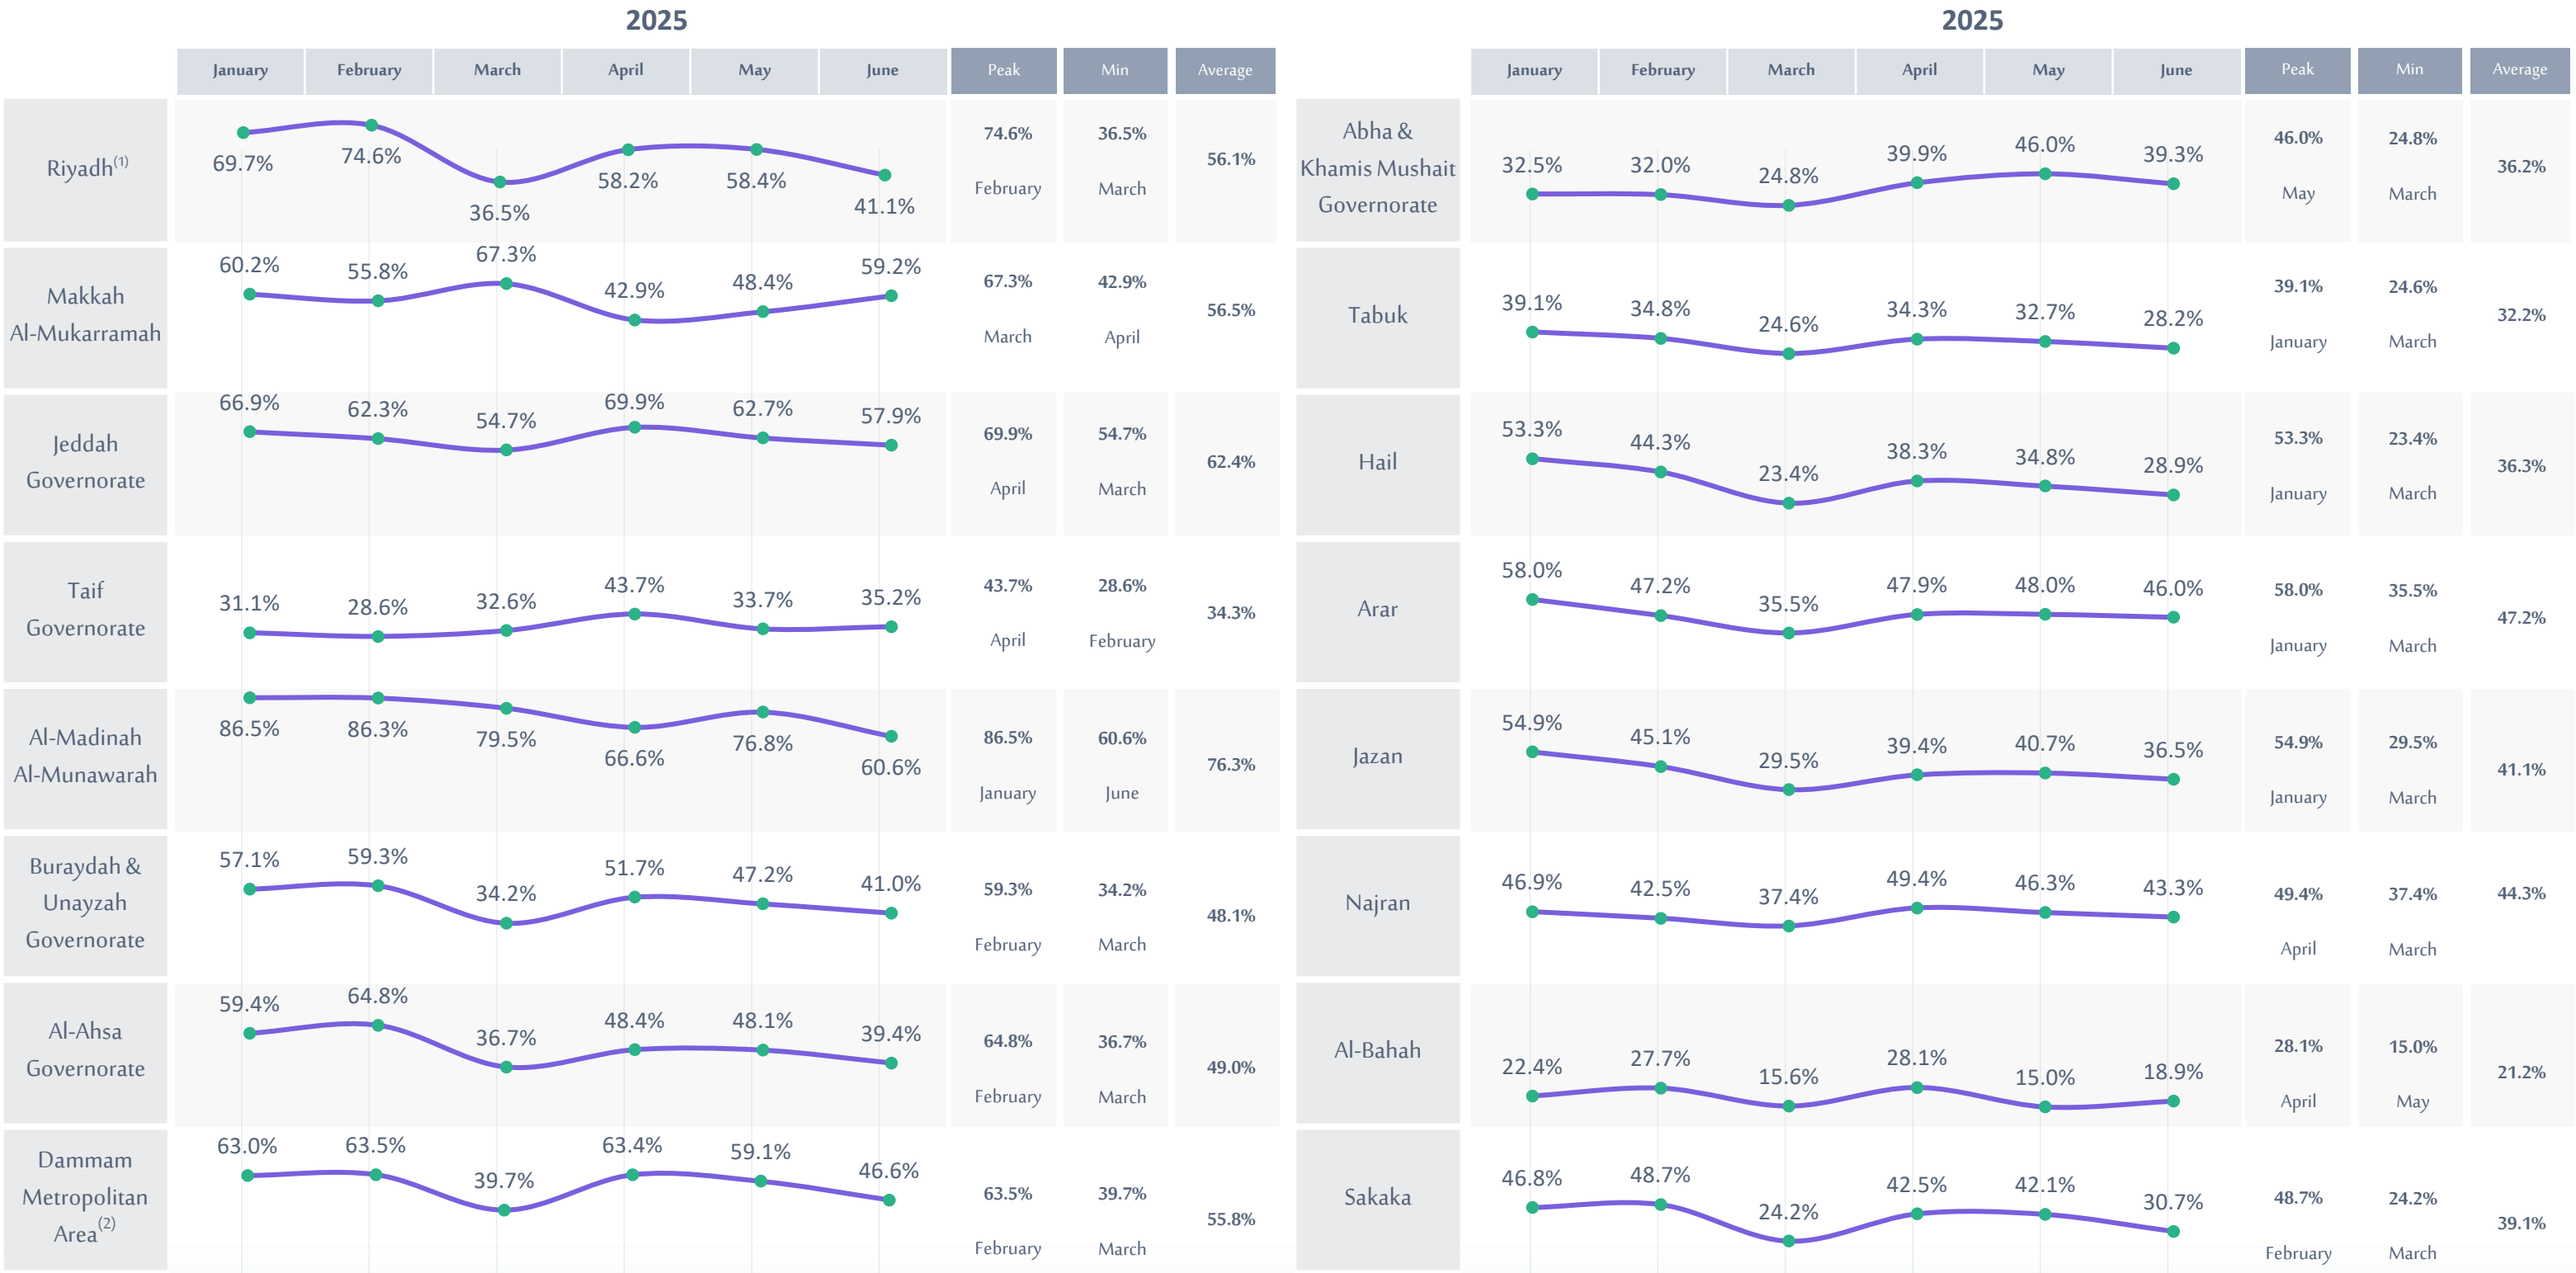 2025
January February March April May June Peak Min Average
Riyadh(1)
69.7% 74.6% 36.5% 58.2% 58.4% 41.1%
74.6% 36.5% 56.1%
February March
Makkah
Al-Mukarramah
60.2% 55.8% 67.3% 42.9% 48.4% 59.2%
67.3% 42.9% 56.5%
March April
Jeddah
Governorate
66.9% 62.3% 54.7% 69.9% 62.7% 57.9%
69.9% 54.7% 62.4%
April March
Taif
Governorate
31.1% 28.6% 32.6% 43.7% 33.7% 35.2%
43.7% 28.6% 34.3%
April February
Al-Madinah
Al-Munawarah
86.5% 86.3% 79.5% 66.6% 76.8% 60.6%
86.5% 60.6% 76.3%
January June
Buraydah &
Unayzah
Governorate
57.1% 59.3% 34.2% 51.7% 47.2% 41.0%
59.3% 34.2% 48.1%
February March
Al-Ahsa
Governorate
59.4% 64.8% 36.7% 48.4% 48.1% 39.4%
64.8% 36.7% 49.0%
February March
Dammam
Metropolitan
Area(2)
63.0% 63.5% 39.7% 63.4% 59.1% 46.6%
63.5% 39.7% 55.8%
February March
2025
January February March April May June Peak Min Average
Abha &
Khamis Mushait
Governorate
32.5% 32.0% 24.8% 39.9% 46.0% 39.3%
46.0% 24.8% 36.2%
May March
Tabuk
39.1% 34.8% 24.6% 34.3% 32.7% 28.2%
39.1% 24.6% 32.2%
January March
Hail
53.3% 44.3% 23.4% 38.3% 34.8% 28.9%
53.3% 23.4% 36.3%
January March
Arar
58.0% 47.2% 35.5% 47.9% 48.0% 46.0%
58.0% 35.5% 47.2%
January March
Jazan
54.9% 45.1% 29.5% 39.4% 40.7% 36.5%
54.9% 29.5% 41.1%
January March
Najran
46.9% 42.5% 37.4% 49.4% 46.3% 43.3%
49.4% 37.4% 44.3%
April March
Al-Bahah
22.4% 27.7% 15.6% 28.1% 15.0% 18.9%
28.1% 15.0% 21.2%
April May
Sakaka
46.8% 48.7% 24.2% 42.5% 42.1% 30.7%
48.7% 24.2% 39.1%
February March